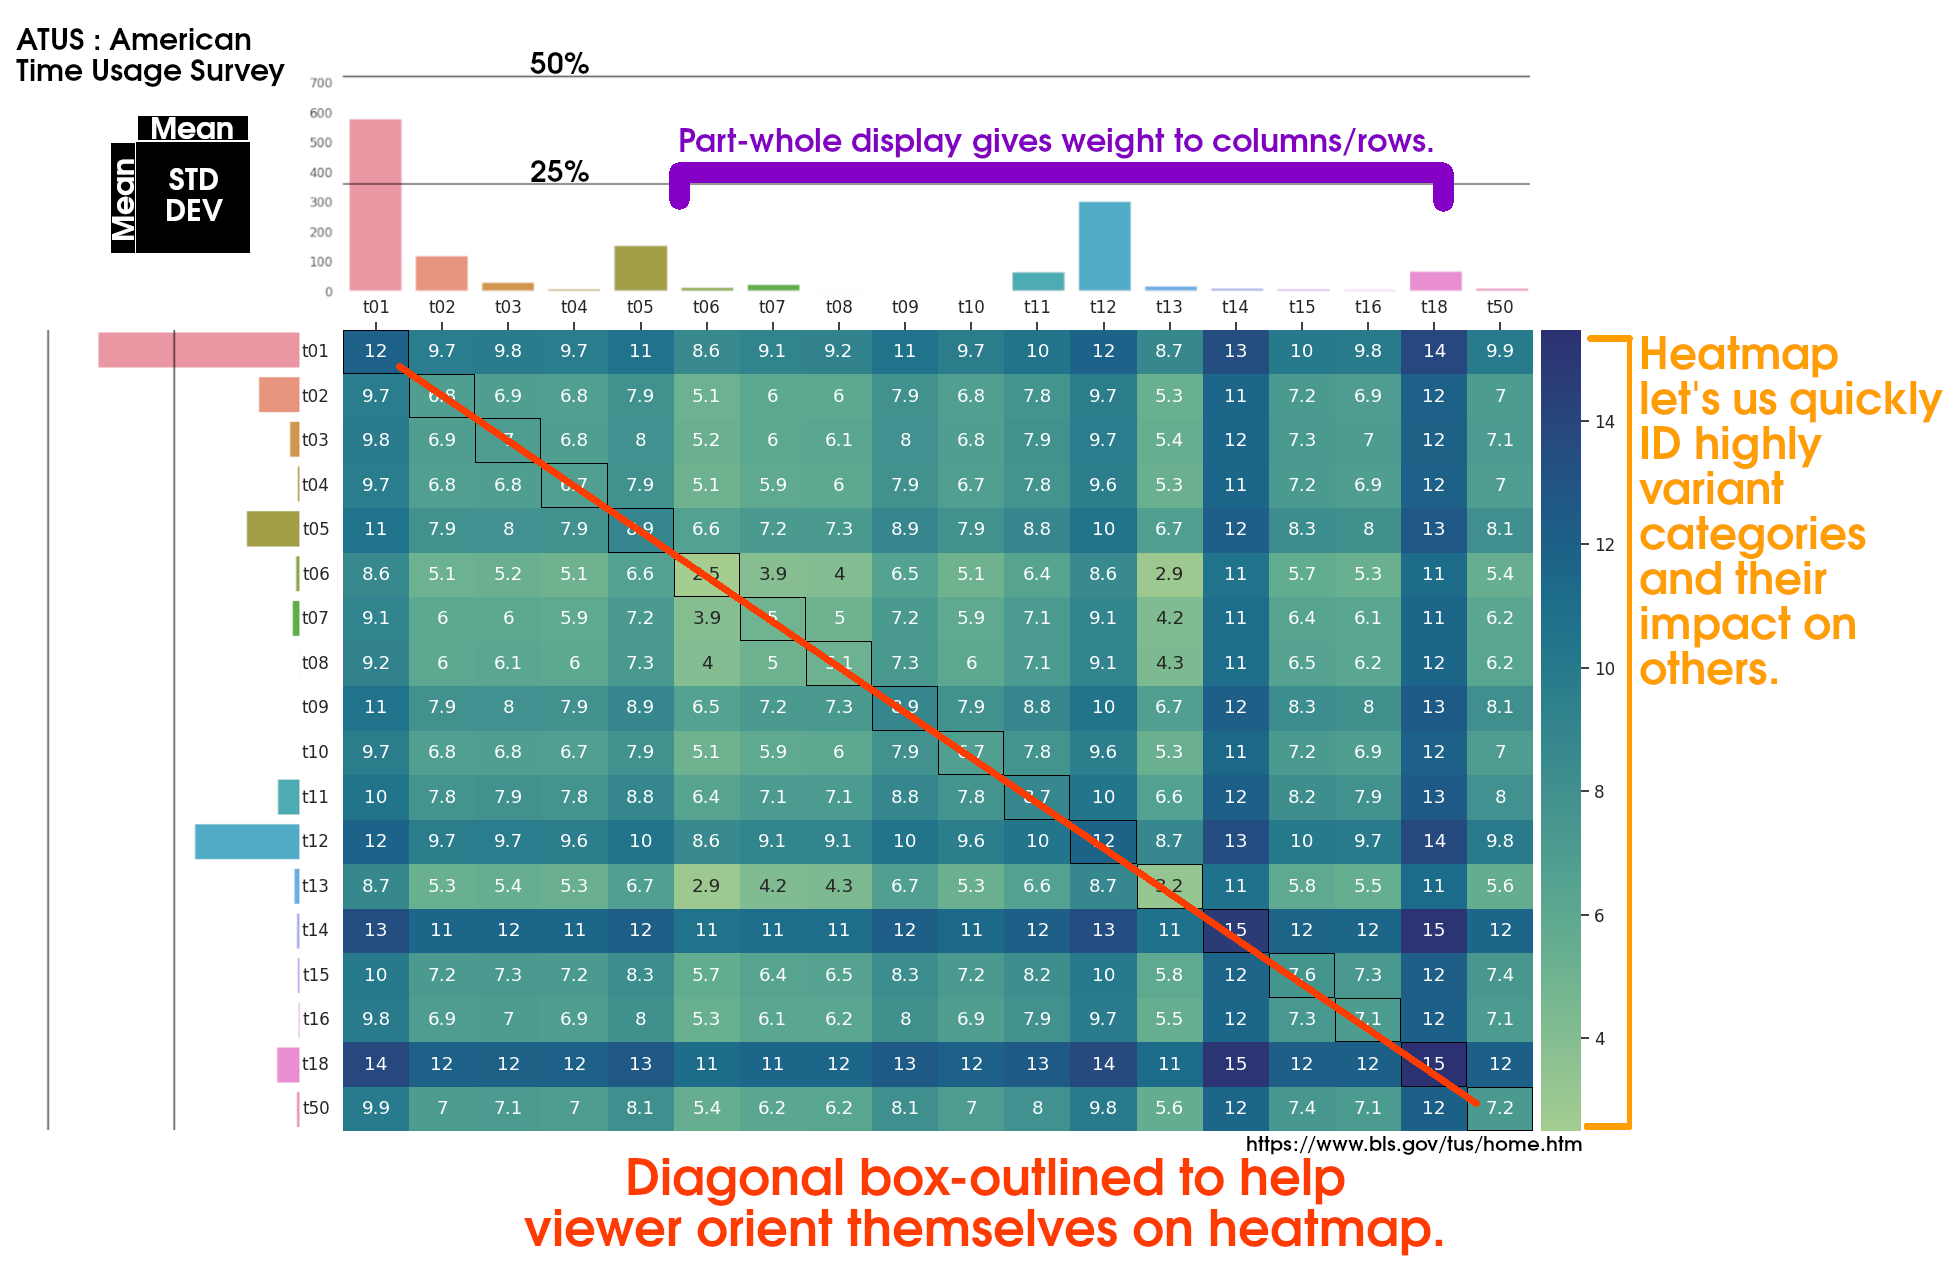 ATUS : American
Time Usage Survey
50%
700
600
500
400
300
200
100
0
Mean
Mean
STD
DEV
Part-whole display gives weight to columns/rows.
25%
t01 t02 t03 t04 t05 t06 t07 t08 t09 t10 t11 t12 t13 t14 t15 t16 t18 t50
t01 12 9.7 9.8 9.7 11 8.6 9.1 9.2 11 9.7 10 12 8.7 13 10 9.8 14 9.9
t02 9.7 6.8 6.9 6.8 7.9 5.1 6 6 7.9 6.8 7.8 9.7 5.3 11 7.2 6.9 12 7
t03 9.8 6.9 7 6.8 8 5.2 6 6.1 8 6.8 7.9 9.7 5.4 12 7.3 7 12 7.1
t04 9.7 6.8 6.8 6.7 7.9 5.1 5.9 6 7.9 6.7 7.8 9.6 5.3 11 7.2 6.9 12 7
t05 11 7.9 8 7.9 8.9 6.6 7.2 7.3 8.9 7.9 8.8 10 6.7 12 8.3 8 13 8.1
t06 8.6 5.1 5.2 5.1 6.6 2.5 3.9 4 6.5 5.1 6.4 8.6 2.9 11 5.7 5.3 11 5.4
t07 9.1 6 6 5.9 7.2 3.9 5 5 7.2 5.9 7.1 9.1 4.2 11 6.4 6.1 11 6.2
t08 9.2 6 6.1 6 7.3 4 5 5.1 7.3 6 7.1 9.1 4.3 11 6.5 6.2 12 6.2
t09 11 7.9 8 7.9 8.9 6.5 7.2 7.3 8.9 7.9 8.8 10 6.7 12 8.3 8 13 8.1
t10 9.7 6.8 6.8 6.7 7.9 5.1 5.9 6 7.9 6.7 7.8 9.6 5.3 11 7.2 6.9 12 7
t11 10 7.8 7.9 7.8 8.8 6.4 7.1 7.1 8.8 7.8 8.7 10 6.6 12 8.2 7.9 13 8
t12 12 9.7 9.7 9.6 10 8.6 9.1 9.1 10 9.6 10 12 8.7 13 10 9.7 14 9.8
t13 8.7 5.3 5.4 5.3 6.7 2.9 4.2 4.3 6.7 5.3 6.6 8.7 3.2 11 5.8 5.5 11 5.6
t14 13 11 12 11 12 11 11 11 12 11 12 13 11 15 12 12 15 12
t15 10 7.2 7.3 7.2 8.3 5.7 6.4 6.5 8.3 7.2 8.2 10 5.8 12 7.6 7.3 12 7.4
t16 9.8 6.9 7 6.9 8 5.3 6.1 6.2 8 6.9 7.9 9.7 5.5 12 7.3 7.1 12 7.1
t18 14 12 12 12 13 11 11 12 13 12 13 14 11 15 12 12 15 12
t50 9.9 7 7.1 7 8.1 5.4 6.2 6.2 8.1 7 8 9.8 5.6 12 7.4 7.1 12 7.2
14
12
10
8
6
4
Heatmap
let's us quickly
ID highly
variant
categories
and their
impact on
others.
https://www.bls.gov/tus/home.htm
Diagonal box-outlined to help
viewer orient themselves on heatmap.